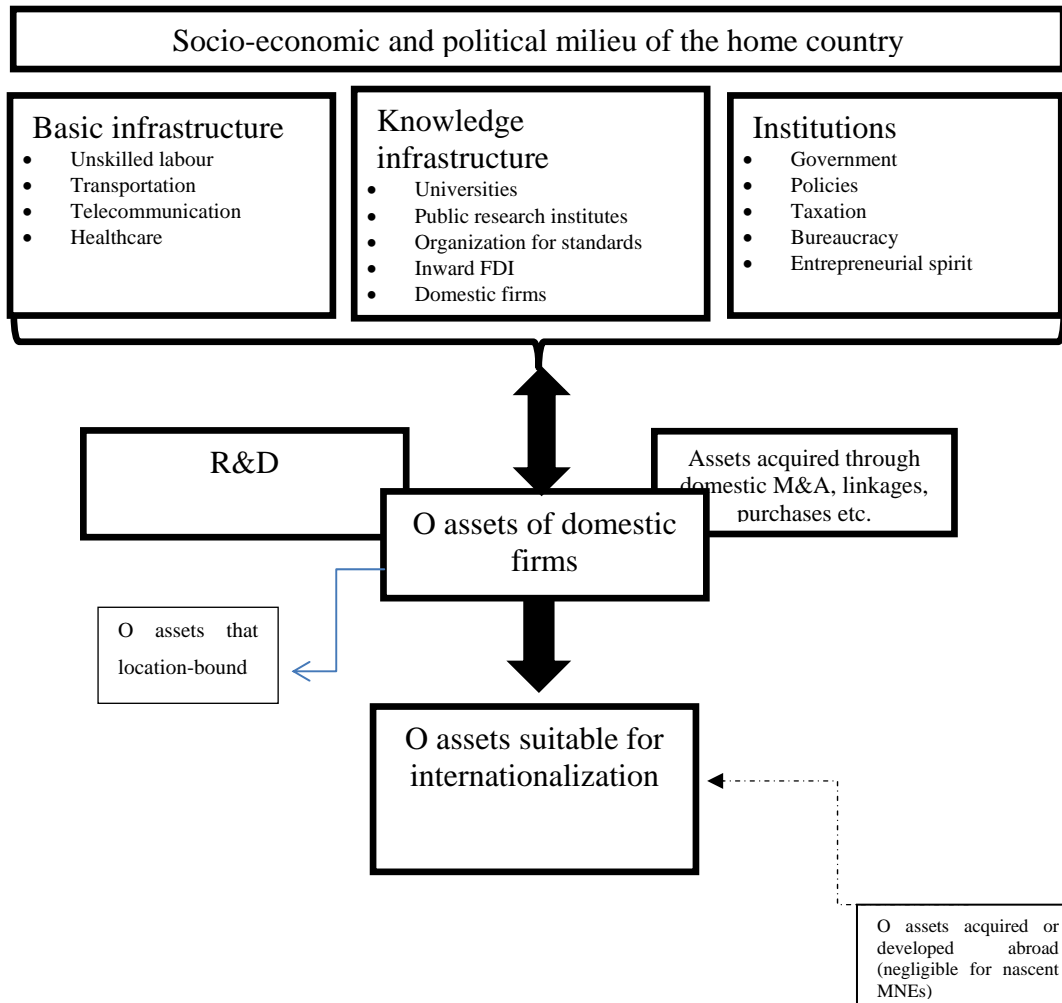 Socio-economic and political milieu of the home country
Basic infrastructure
• Unskilled labour
• Transportation
• Telecommunication
• Healthcare
Knowledge
infrastructure
• Universities
• Public research institutes
• Organization for standards
• Inward FDI
• Domestic firms
Institutions
• Government
• Policies
• Taxation
• Bureaucracy
• Entrepreneurial spirit
R&D
Assets acquired through
domestic M&A, linkages,
purchases etc.
O assets of domestic
firms
O assets that
location-bound
O assets suitable for
internationalization
O assets acquired or
developed abroad
(negligible for nascent
MNEs)